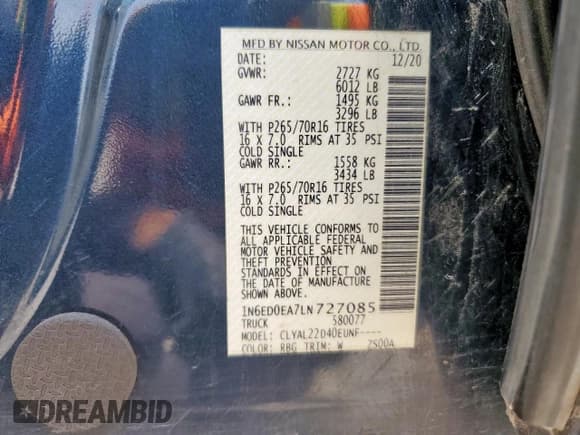 MFD BY NISSAN MOTOR CO., LTD.
DATE: 12/20
GVWR: 2727 KG
6012 LB
GAWR FR.: 1495 KG
3296 LB
WITH P265/70R16 TIRES
16 X 7.0 RIMS AT 35 PSI
COLD SINGLE
GAWR RR.: 1558 KG
3434 LB
WITH P265/70R16 TIRES
16 X 7.0 RIMS AT 35 PSI
COLD SINGLE
THIS VEHICLE CONFORMS TO
ALL APPLICABLE FEDERAL
MOTOR VEHICLE SAFETY AND
THEFT PREVENTION
STANDARDS IN EFFECT ON
THE DATE OF MANUFACTURE
SHOWN ABOVE.
1N6ED0EA7LN727085
TRUCK 380077
MODEL: CLYAL22D40EUNF----
COLOR: RBG TRIM: W ZS00A
DREAMBID